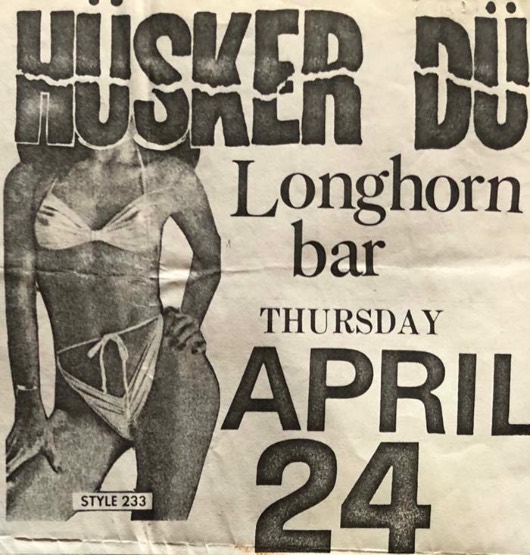 HÜSKER DÜ
Longhorn
bar
THURSDAY
APRIL
24
STYLE 233